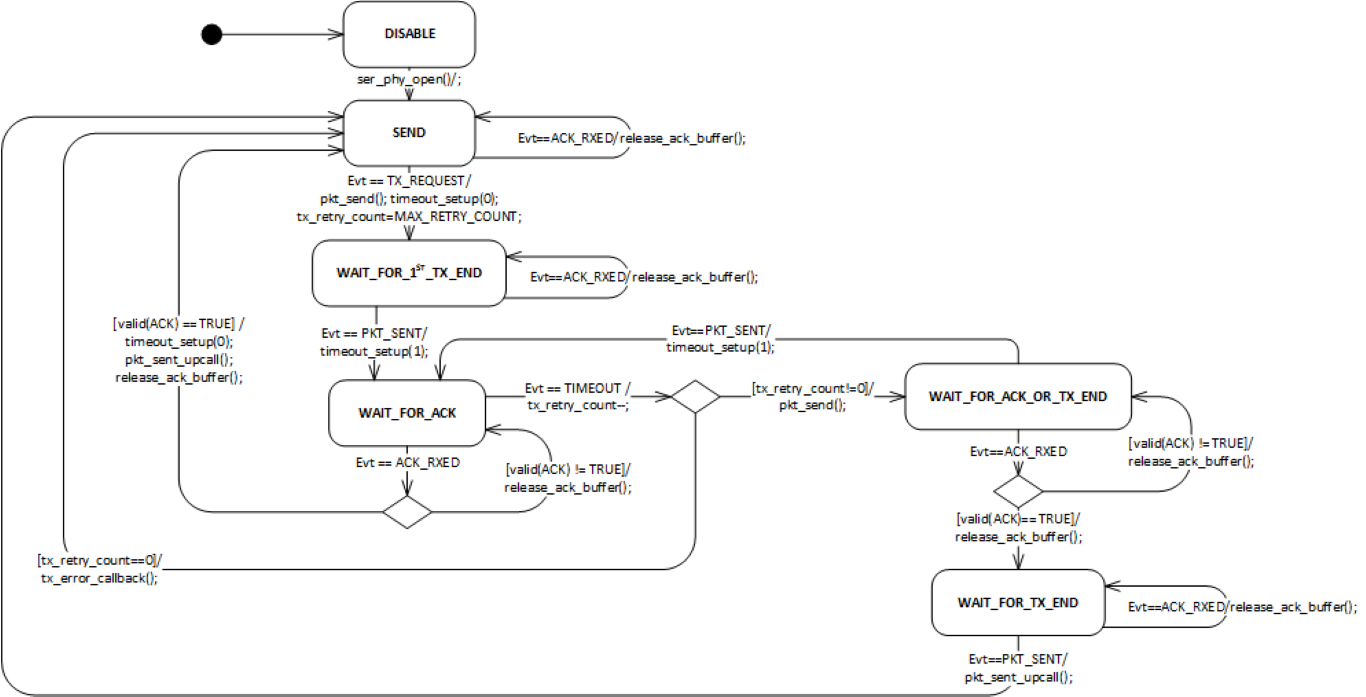 DISABLE
ser_phy_open()/;
SEND
Evt==ACK_RXED/release_ack_buffer();
Evt == TX_REQUEST/
pkt_send(); timeout_setup(0);
tx_retry_count=MAX_RETRY_COUNT;
WAIT_FOR_1ST_TX_END
Evt==ACK_RXED/release_ack_buffer();
[valid(ACK) ==TRUE] /
timeout_setup(0);
pkt_sent_upcall();
release_ack_buffer();
Evt == PKT_SENT/
timeout_setup(1);
Evt==PKT_SENT/
timeout_setup(1);
WAIT_FOR_ACK
Evt == TIMEOUT /
tx_retry_count--;
[tx_retry_count!=0]/
pkt_send();
WAIT_FOR_ACK_OR_TX_END
Evt == ACK_RXED
[valid(ACK) != TRUE]/
release_ack_buffer();
Evt==ACK_RXED
[valid(ACK) != TRUE]/
release_ack_buffer();
[valid(ACK)==TRUE]/
release_ack_buffer();
[tx_retry_count==0]/
tx_error_callback();
WAIT_FOR_TX_END
Evt==ACK_RXED/release_ack_buffer();
Evt==PKT_SENT/
pkt_sent_upcall();